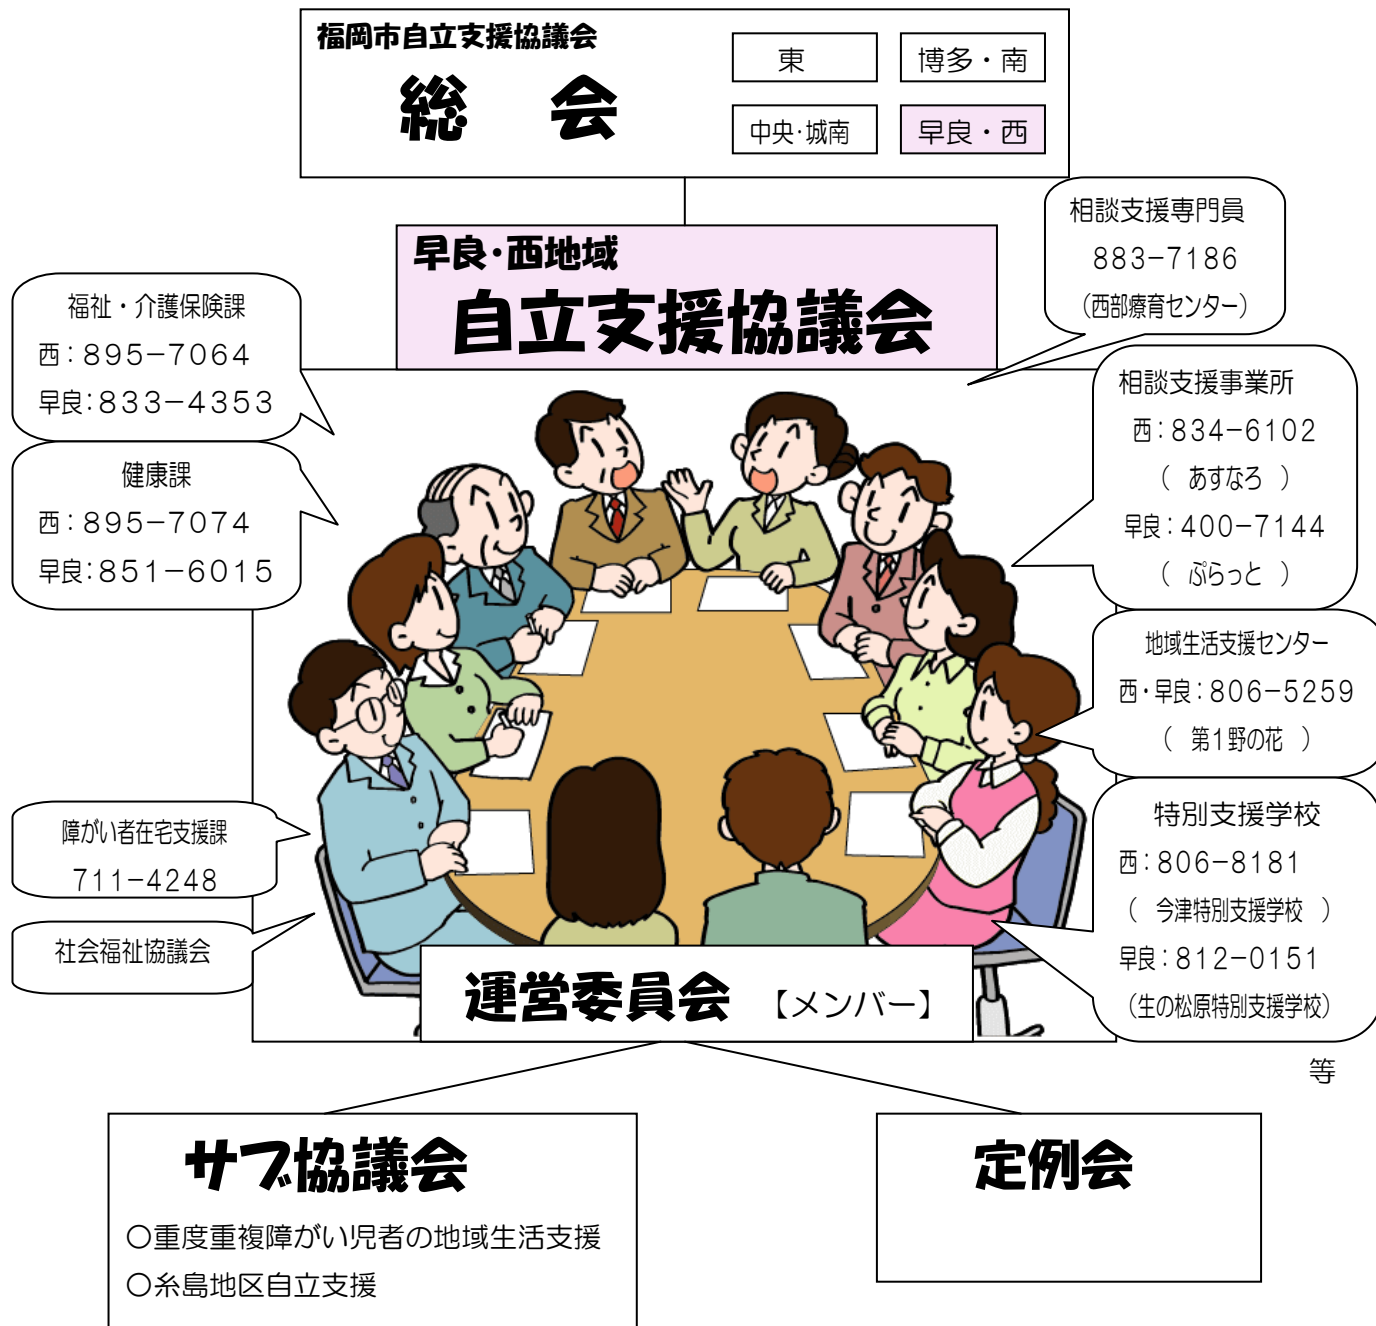 福岡市自立支援協議会
総　会
東
博多・南
中央・城南
早良・西
早良・西地域
自立支援協議会
相談支援専門員
８８３－７１８６
（西部療育センター）
福祉・介護保険課
西：８９５－７０６４
早良：８３３－４３５３
健康課
西：８９５－７０７４
早良：８５１－６０１５
相談支援事業所
西：８３４－６１０２
（　あすなろ　）
早良：４００－７１４４
（　ぷらっと　）
地域生活支援センター
西・早良：８０６－５２５９
（　第１野の花　）
障がい者在宅支援課
７１１－４２４８
社会福祉協議会
特別支援学校
西：８０６－８１８１
（　今津特別支援学校　）
早良：８１２－０１５１
（生の松原特別支援学校）
等
運営委員会　【メンバー】
サブ協議会
○重度重複障がい児者の地域生活支援
○糸島地区自立支援
定例会